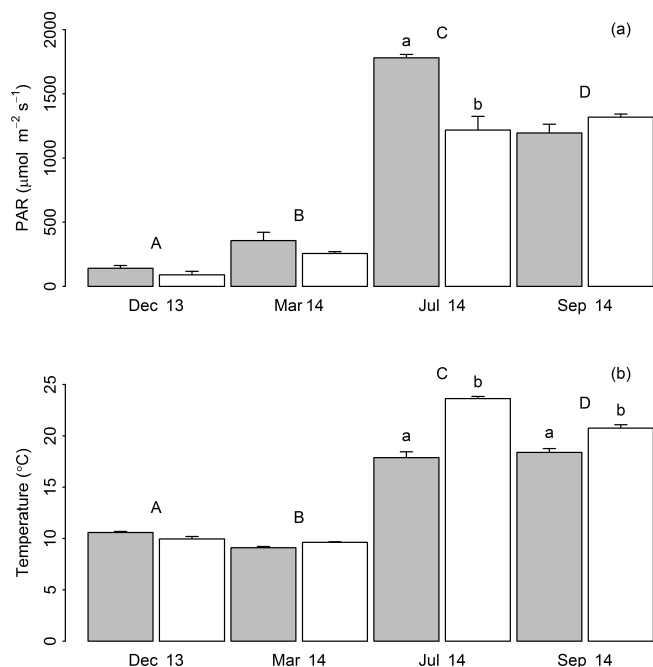 (a)
PAR (μmol m⁻² s⁻¹)
2000
1500
1000
500
0
A
B
a
C
b
D
Dec 13
Mar 14
Jul 14
Sep 14
(b)
Temperature (°C)
25
20
15
10
5
0
A
B
a
C
b
a
D
b
Dec 13
Mar 14
Jul 14
Sep 14